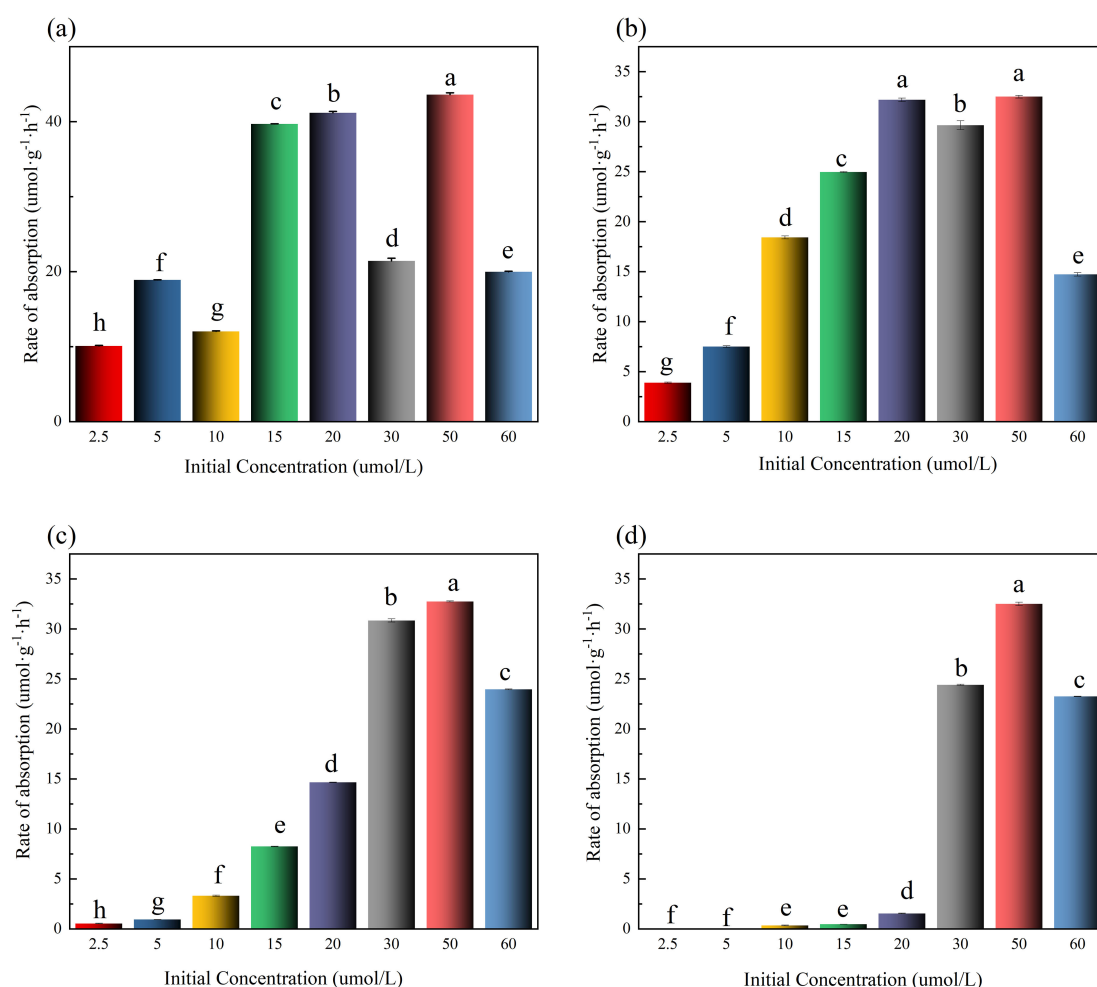 (a)
Rate of absorption (umol·g⁻¹·h⁻¹)
40
20
0
h
f
g
c
b
d
a
e
2.5 5 10 15 20 30 50 60
Initial Concentration (umol/L)
(b)
Rate of absorption (umol·g⁻¹·h⁻¹)
35
30
25
20
15
10
5
0
g
f
d
c
a
b
a
e
2.5 5 10 15 20 30 50 60
Initial Concentration (umol/L)
(c)
Rate of absorption (umol·g⁻¹·h⁻¹)
35
30
25
20
15
10
5
0
h
g
f
e
d
b
a
c
2.5 5 10 15 20 30 50 60
Initial Concentration (umol/L)
(d)
Rate of absorption (umol·g⁻¹·h⁻¹)
35
30
25
20
15
10
5
0
f
f
e
e
d
b
a
c
2.5 5 10 15 20 30 50 60
Initial Concentration (umol/L)